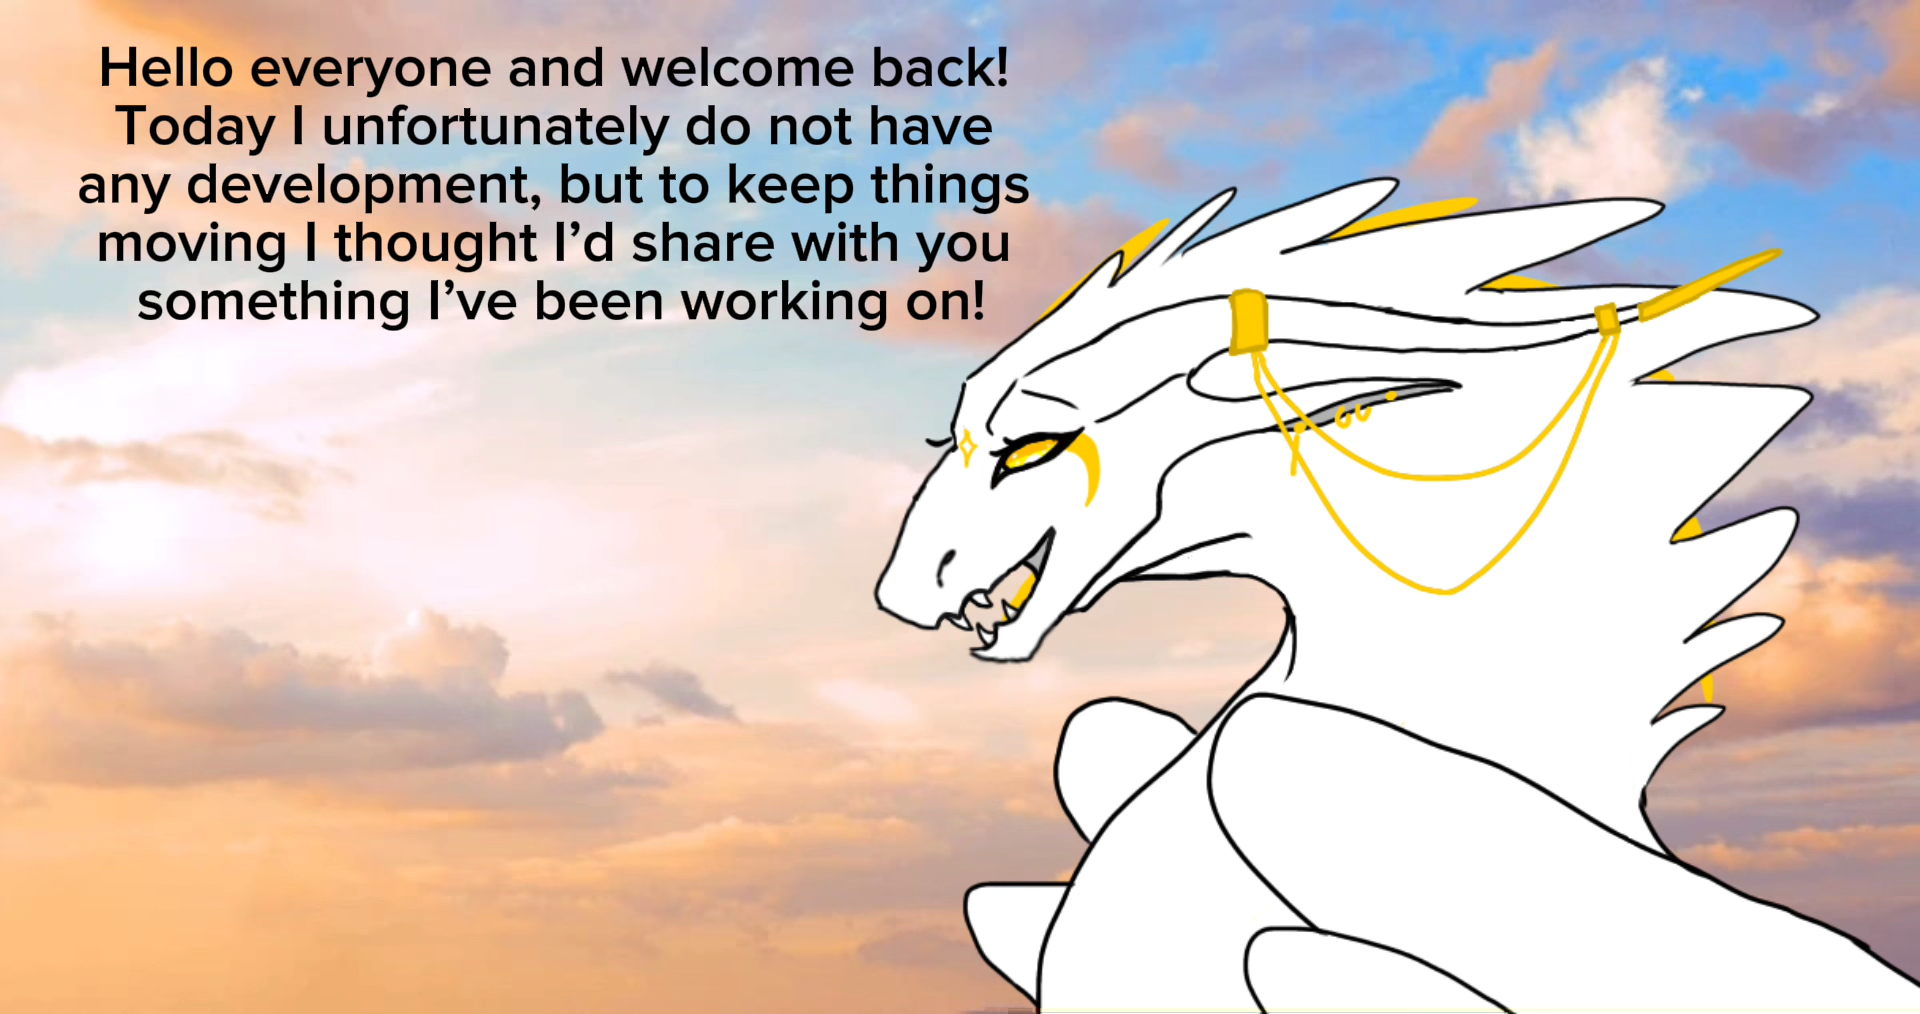 Hello everyone and welcome back!
Today I unfortunately do not have
any development, but to keep things
moving I thought I’d share with you
something I’ve been working on!